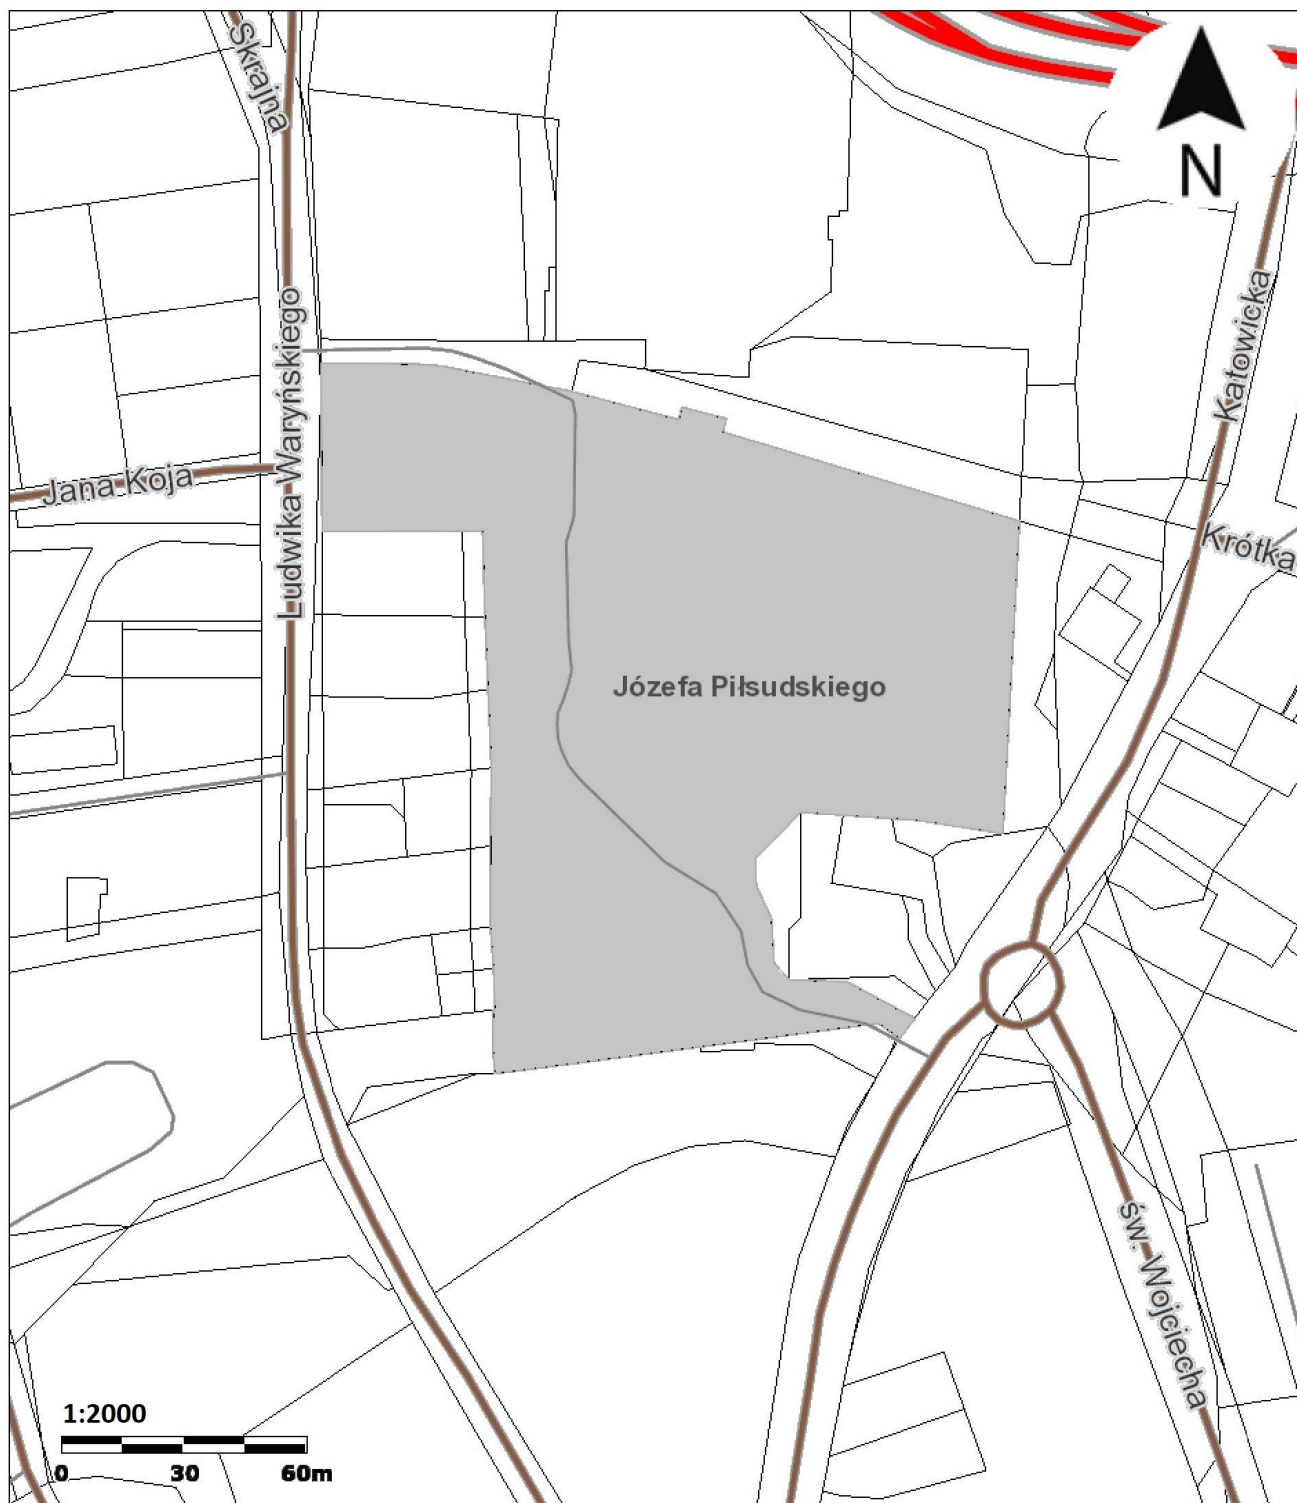 Skrajna
N
Ludwika Waryńskiego
Katowicka
Jana Koja
Krótka
Józefa Piłsudskiego
św. Wojciecha
1:2000
0 30 60m